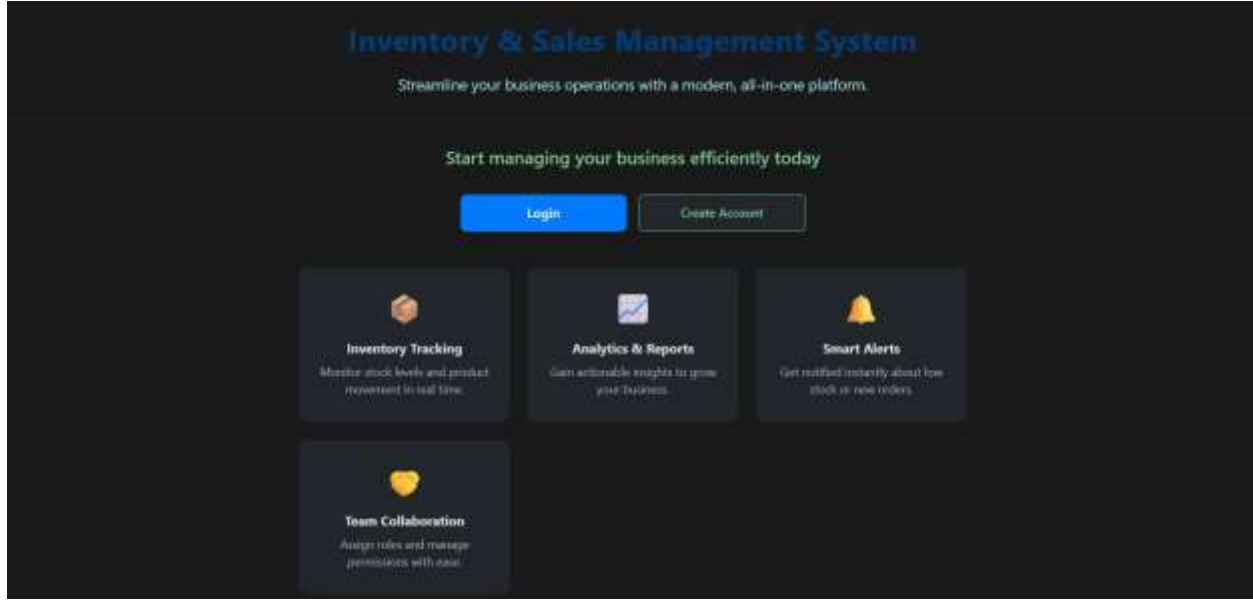 Inventory & Sales Management System
Streamline your business operations with a modern, all-in-one platform.
Start managing your business efficiently today
Login
Create Account
Inventory Tracking
Monitor stock levels and product
movement in real time.
Analytics & Reports
Gain actionable insights to grow
your business.
Smart Alerts
Get notified instantly about low
stock or new orders.
Team Collaboration
Assign roles and manage
permissions with ease.